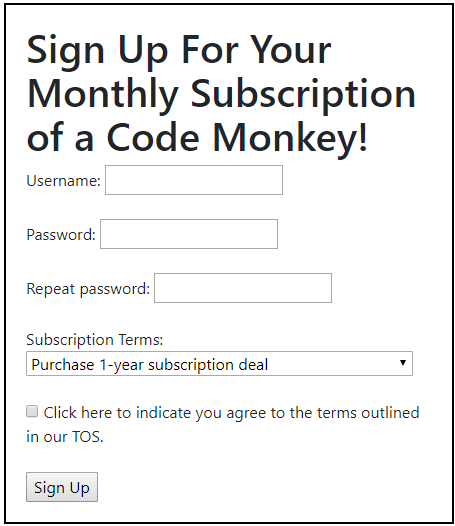 Sign Up For Your
Monthly Subscription
of a Code Monkey!
Username:
Password:
Repeat password:
Subscription Terms:
Purchase 1-year subscription deal
Click here to indicate you agree to the terms outlined
in our TOS.
Sign Up